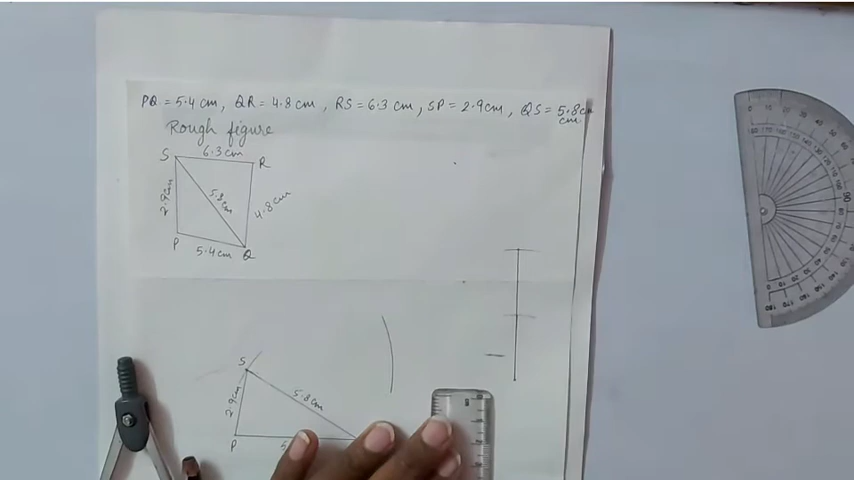 PQ = 5.4 cm, QR = 4.8 cm, RS = 6.3 cm, SP = 2.9 cm, QS = 5.8 cm
cm.
Rough figure
S 6.3 cm R
2.9 cm 5.8 cm 4.8 cm
P 5.4 cm Q
S
2.9 cm 5.8 cm
P 5